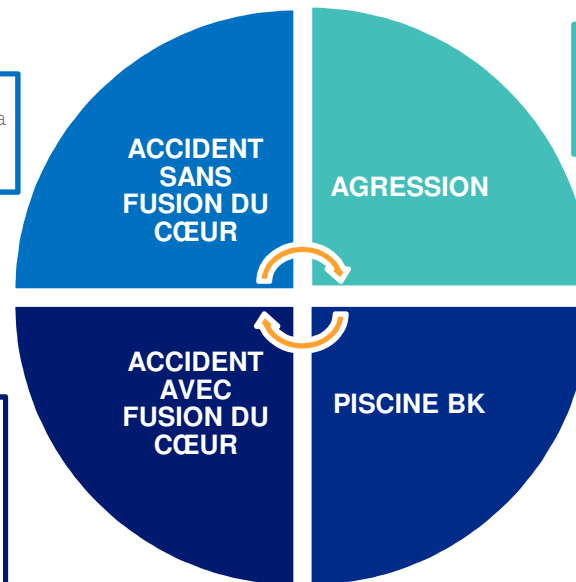 a
ACCIDENT
SANS
FUSION DU
CŒUR
AGRESSION
ACCIDENT
AVEC
FUSION DU
CŒUR
PISCINE BK